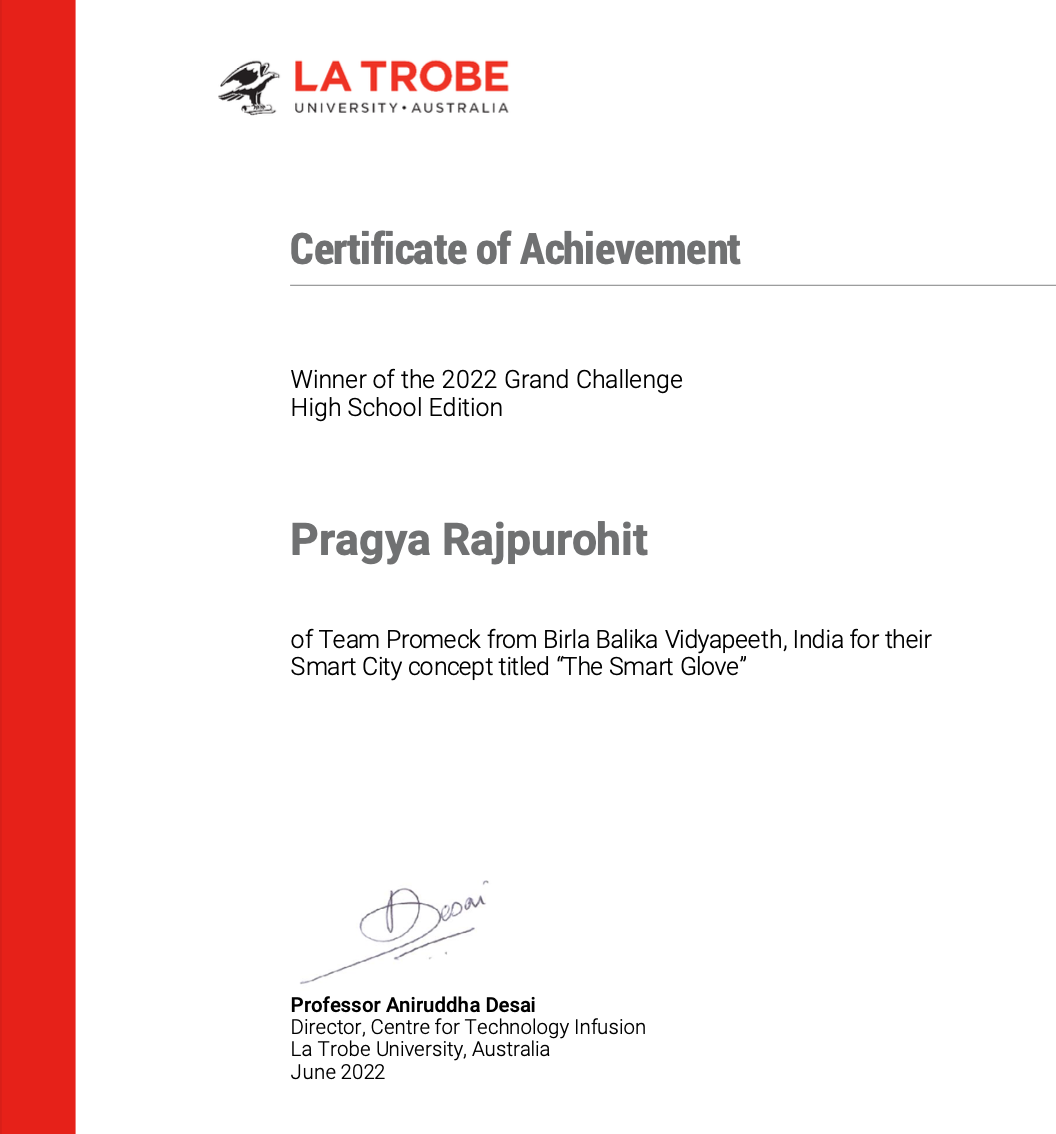 LA TROBE
UNIVERSITY • AUSTRALIA
Certificate of Achievement
Winner of the 2022 Grand Challenge
High School Edition
Pragya Rajpurohit
of Team Promeck from Birla Balika Vidyapeeth, India for their
Smart City concept titled “The Smart Glove”
Desai
Professor Aniruddha Desai
Director, Centre for Technology Infusion
La Trobe University, Australia
June 2022